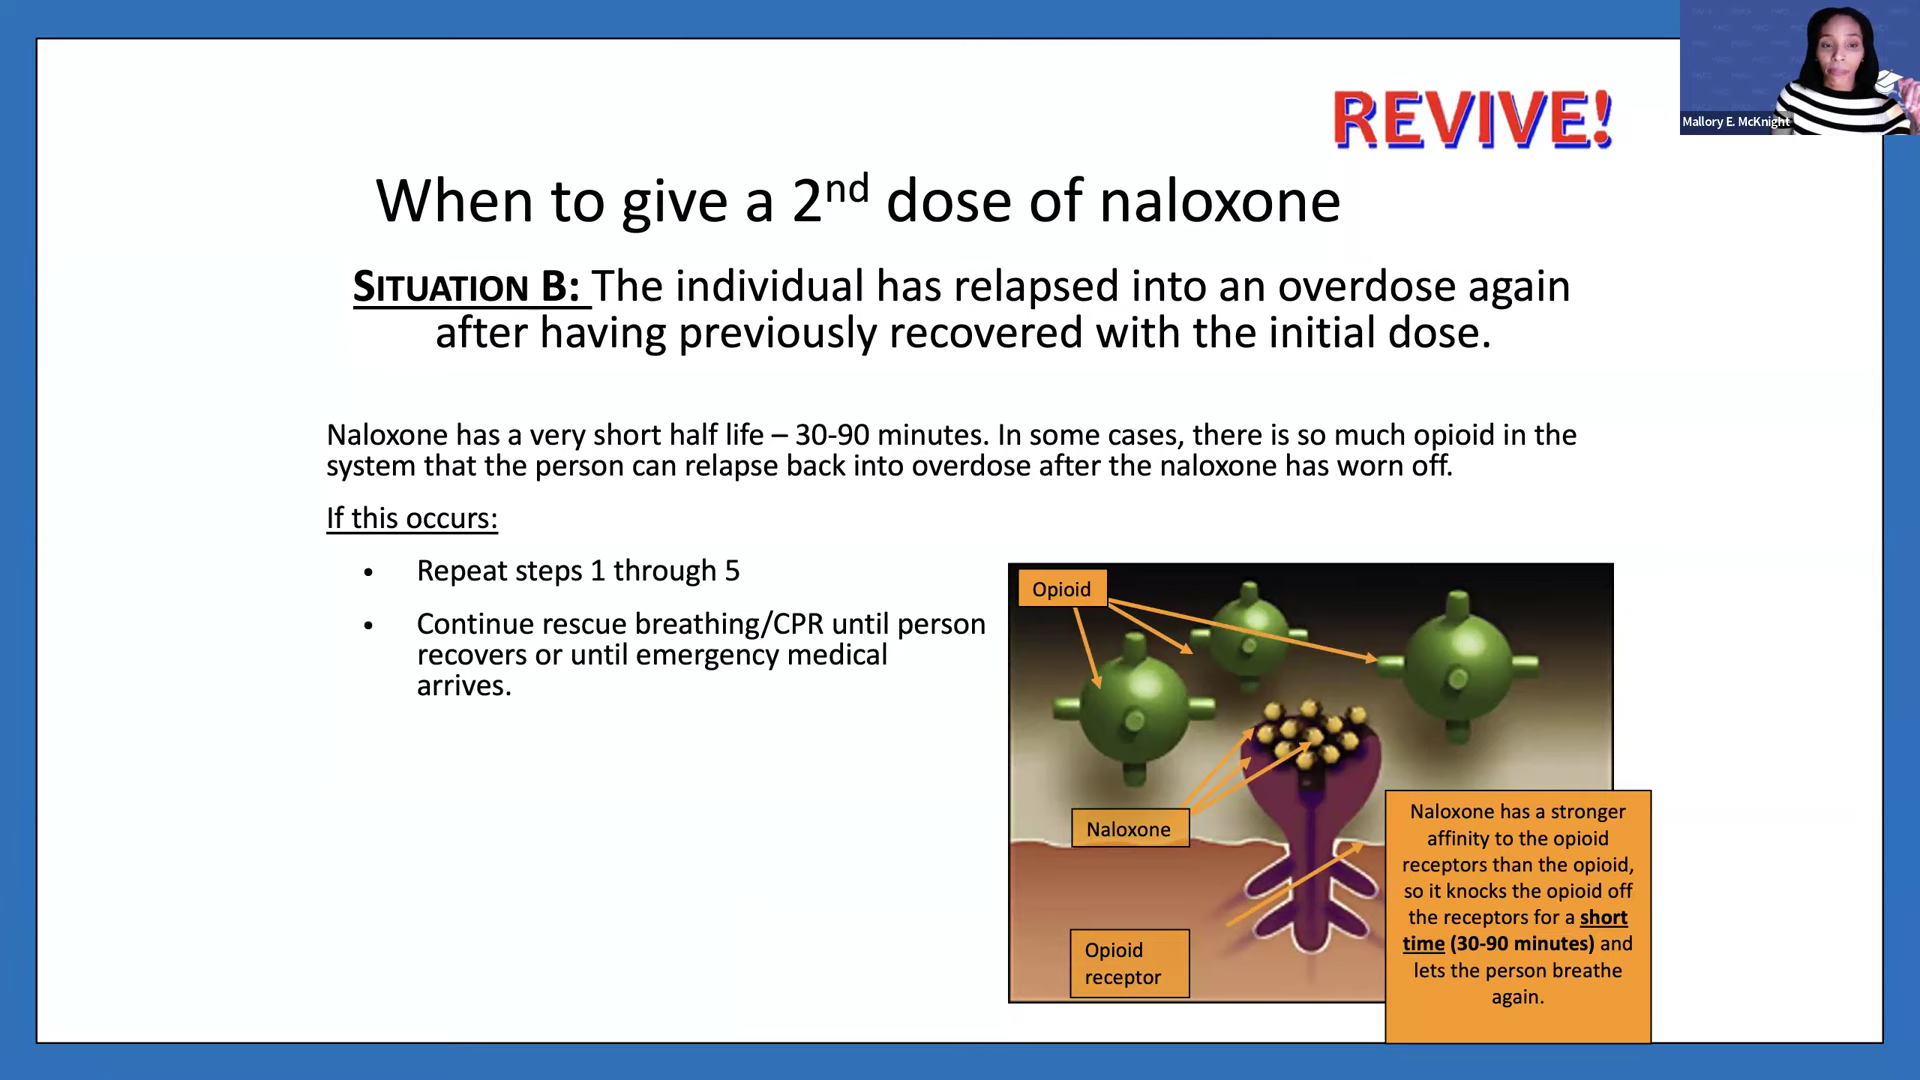 REVIVE!
Mallory E. McKnight
When to give a 2nd dose of naloxone
SITUATION B: The individual has relapsed into an overdose again
after having previously recovered with the initial dose.
Naloxone has a very short half life – 30-90 minutes. In some cases, there is so much opioid in the
system that the person can relapse back into overdose after the naloxone has worn off.
If this occurs:
• Repeat steps 1 through 5
• Continue rescue breathing/CPR until person
recovers or until emergency medical
arrives.
Opioid
Naloxone
Opioid
receptor
Naloxone has a stronger
affinity to the opioid
receptors than the opioid,
so it knocks the opioid off
the receptors for a short
time (30-90 minutes) and
lets the person breathe
again.